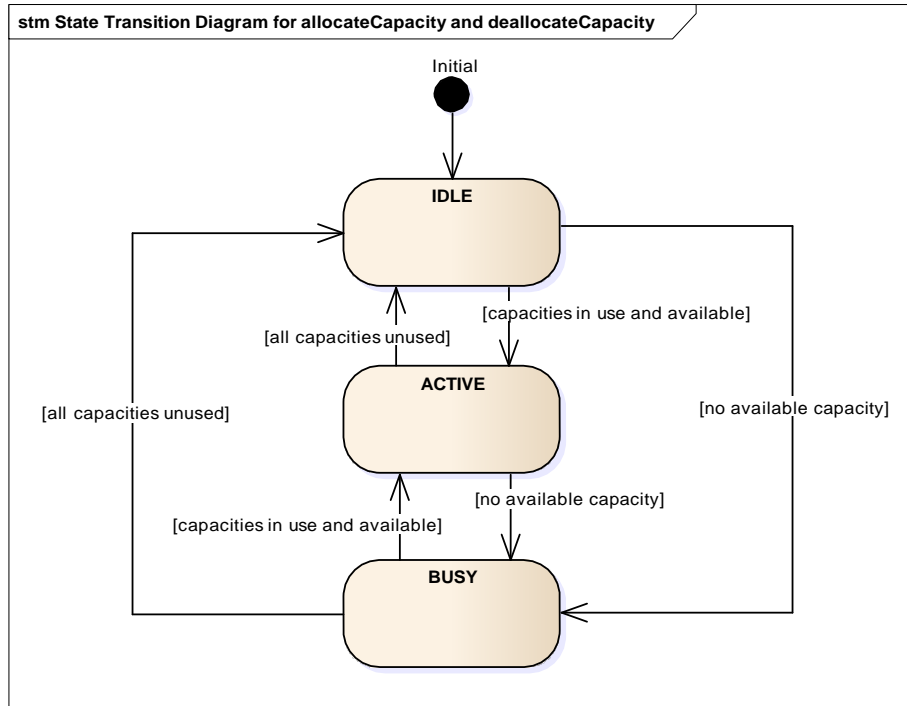 stm State Transition Diagram for allocateCapacity and deallocateCapacity
Initial
IDLE
[capacities in use and available]
[all capacities unused]
ACTIVE
[all capacities unused]
[no available capacity]
[no available capacity]
[capacities in use and available]
BUSY